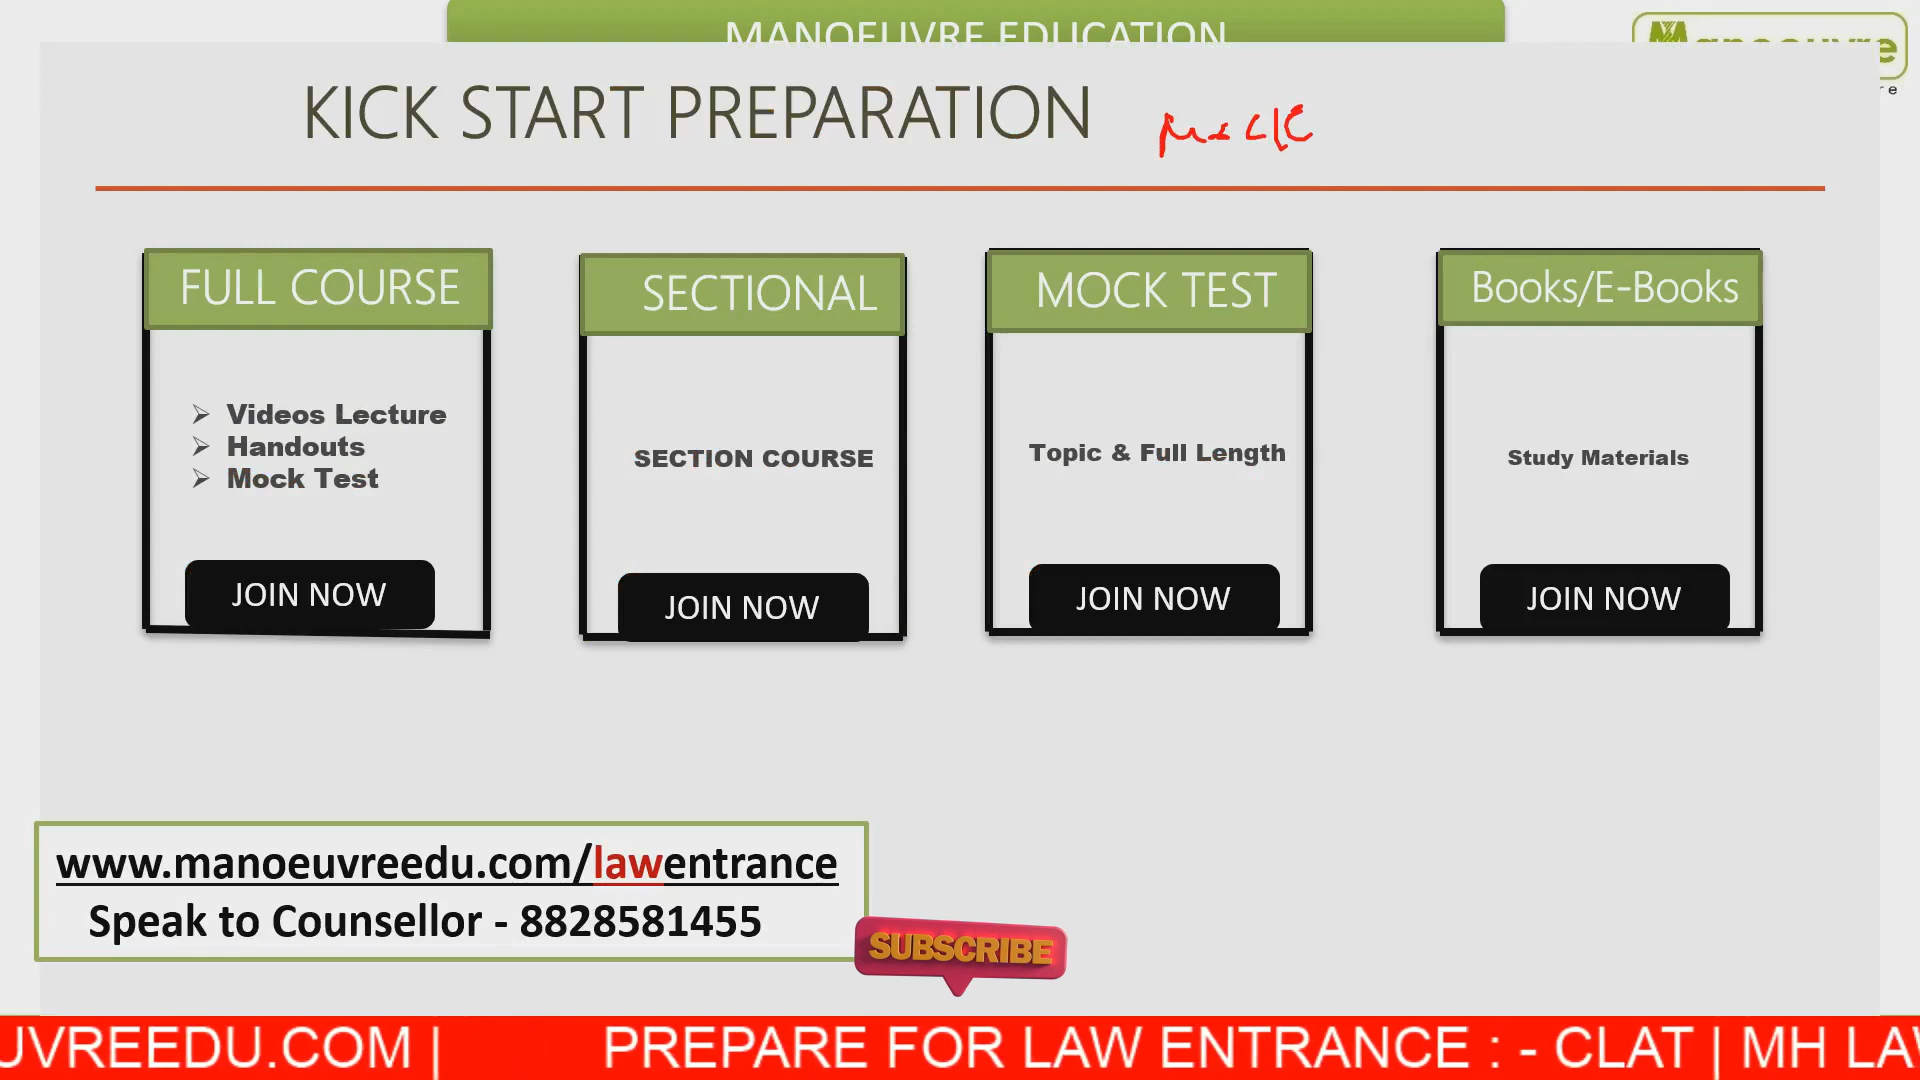 MANOEUVRE EDUCATION
Manoeuvre
KICK START PREPARATION
FULL COURSE
Videos Lecture
Handouts
Mock Test
JOIN NOW
SECTIONAL
SECTION COURSE
JOIN NOW
MOCK TEST
Topic & Full Length
JOIN NOW
Books/E-Books
Study Materials
JOIN NOW
www.manoeuvreedu.com/lawentrance
Speak to Counsellor - 8828581455
SUBSCRIBE
UVREEDU.COM | PREPARE FOR LAW ENTRANCE : - CLAT | MH LAW